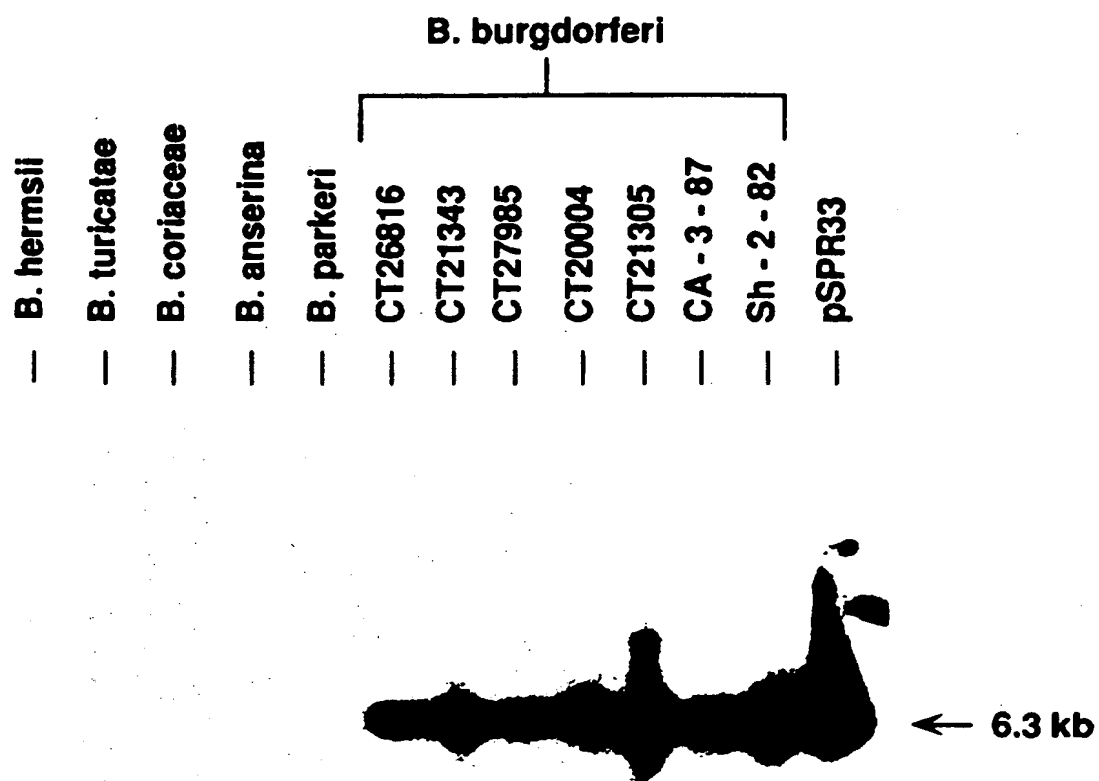 B. burgdorferi
B. hermsii
B. turicatae
B. coriaceae
B. anserina
B. parkeri
CT26816
CT21343
CT27985
CT20004
CT21305
CA - 3 - 87
Sh - 2 - 82
pSPR33
6.3 kb